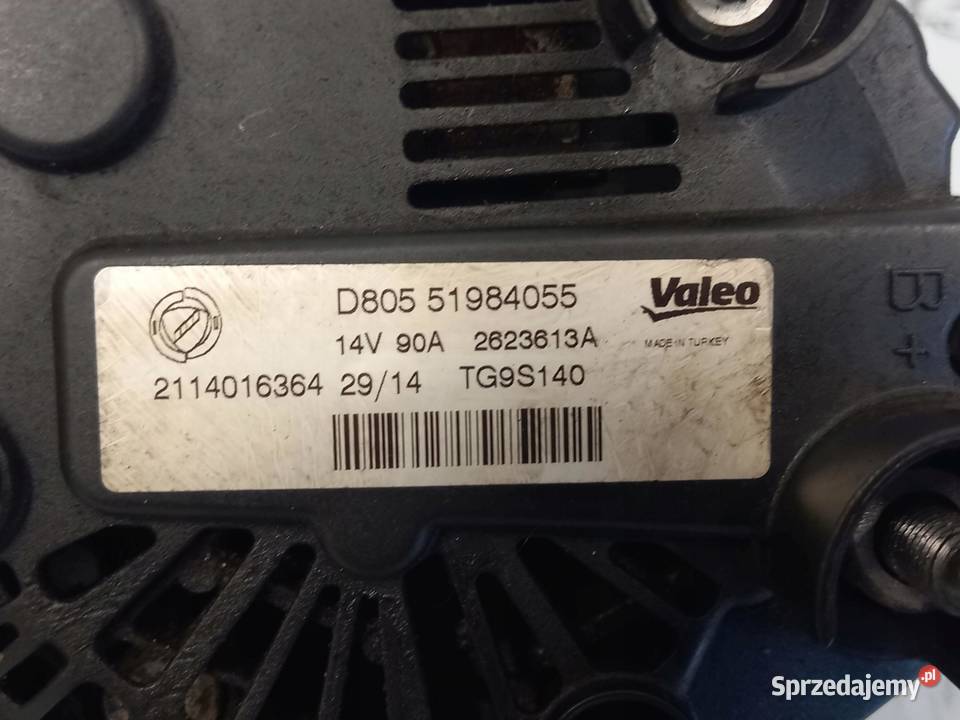 D805 51984055
Valeo
14V 90A 2623613A
MADE IN TURKEY
2114016364 29/14 TG9S140
B+
Sprzedajemy.pl